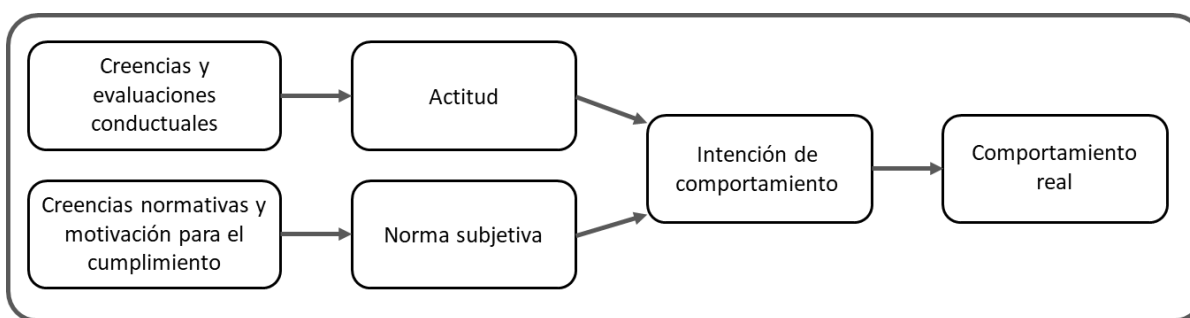 Creencias y
evaluaciones
conductuales
Actitud
Creencias normativas y
motivación para el
cumplimiento
Norma subjetiva
Intención de
comportamiento
Comportamiento
real